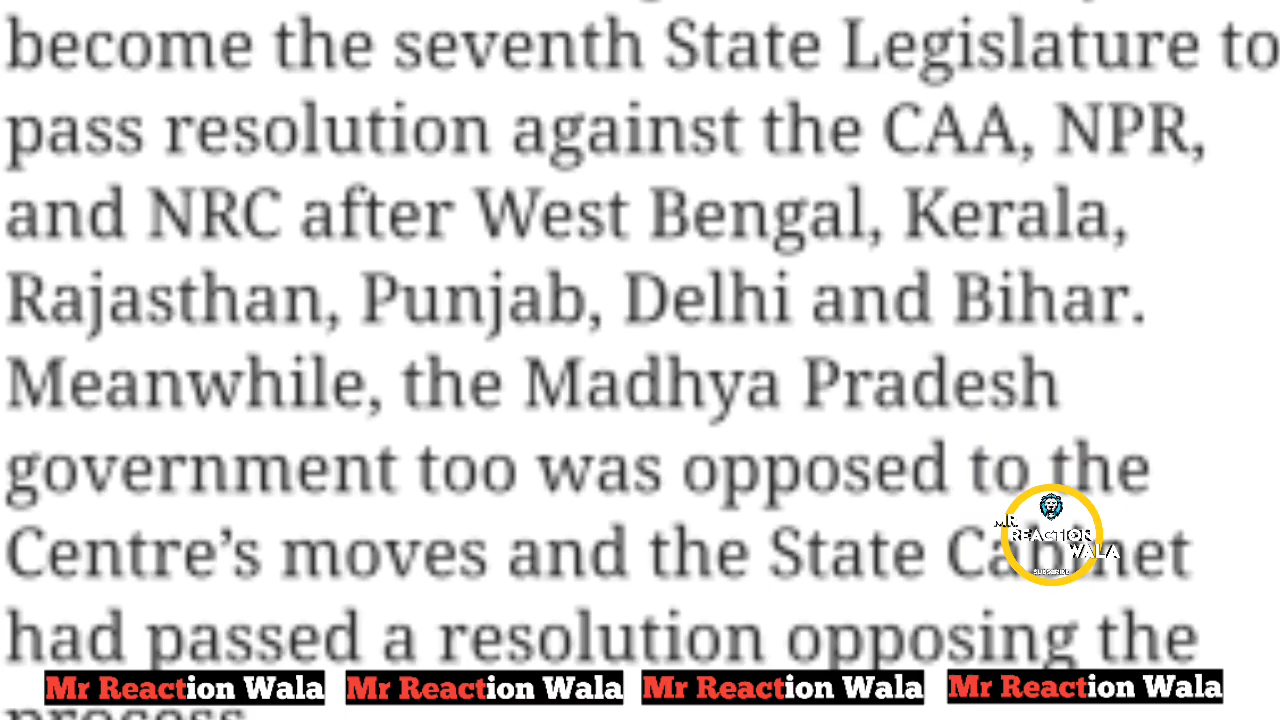 become the seventh State Legislature to
pass resolution against the CAA, NPR,
and NRC after West Bengal, Kerala,
Rajasthan, Punjab, Delhi and Bihar.
Meanwhile, the Madhya Pradesh
government too was opposed to the
Centre’s moves and the State Cabinet
MR.
REACTION
WALA
SUBSCRIBE
had passed a resolution opposing the
Mr Reaction Wala Mr Reaction Wala Mr Reaction Wala Mr Reaction Wala
process